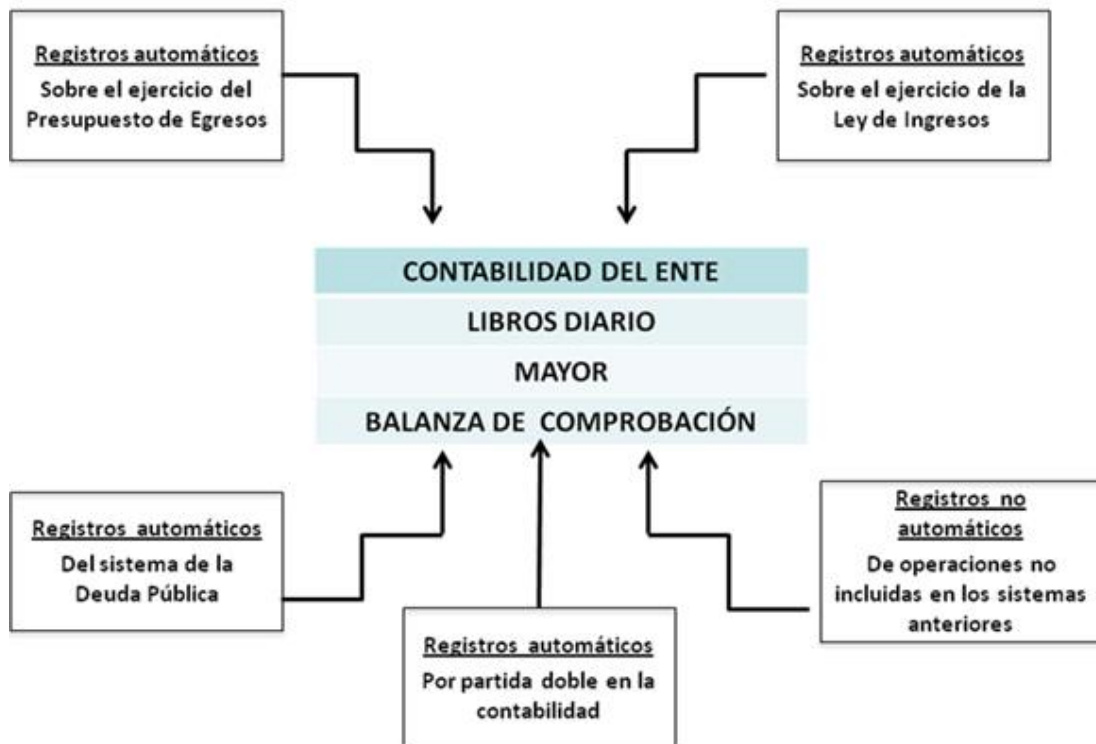 Registros automáticos
Sobre el ejercicio del
Presupuesto de Egresos
Registros automáticos
Sobre el ejercicio de la
Ley de Ingresos
CONTABILIDAD DEL ENTE
LIBROS DIARIO
MAYOR
BALANZA DE COMPROBACIÓN
Registros automáticos
Del sistema de la
Deuda Pública
Registros automáticos
Por partida doble en la
contabilidad
Registros no
automáticos
De operaciones no
incluidas en los sistemas
anteriores